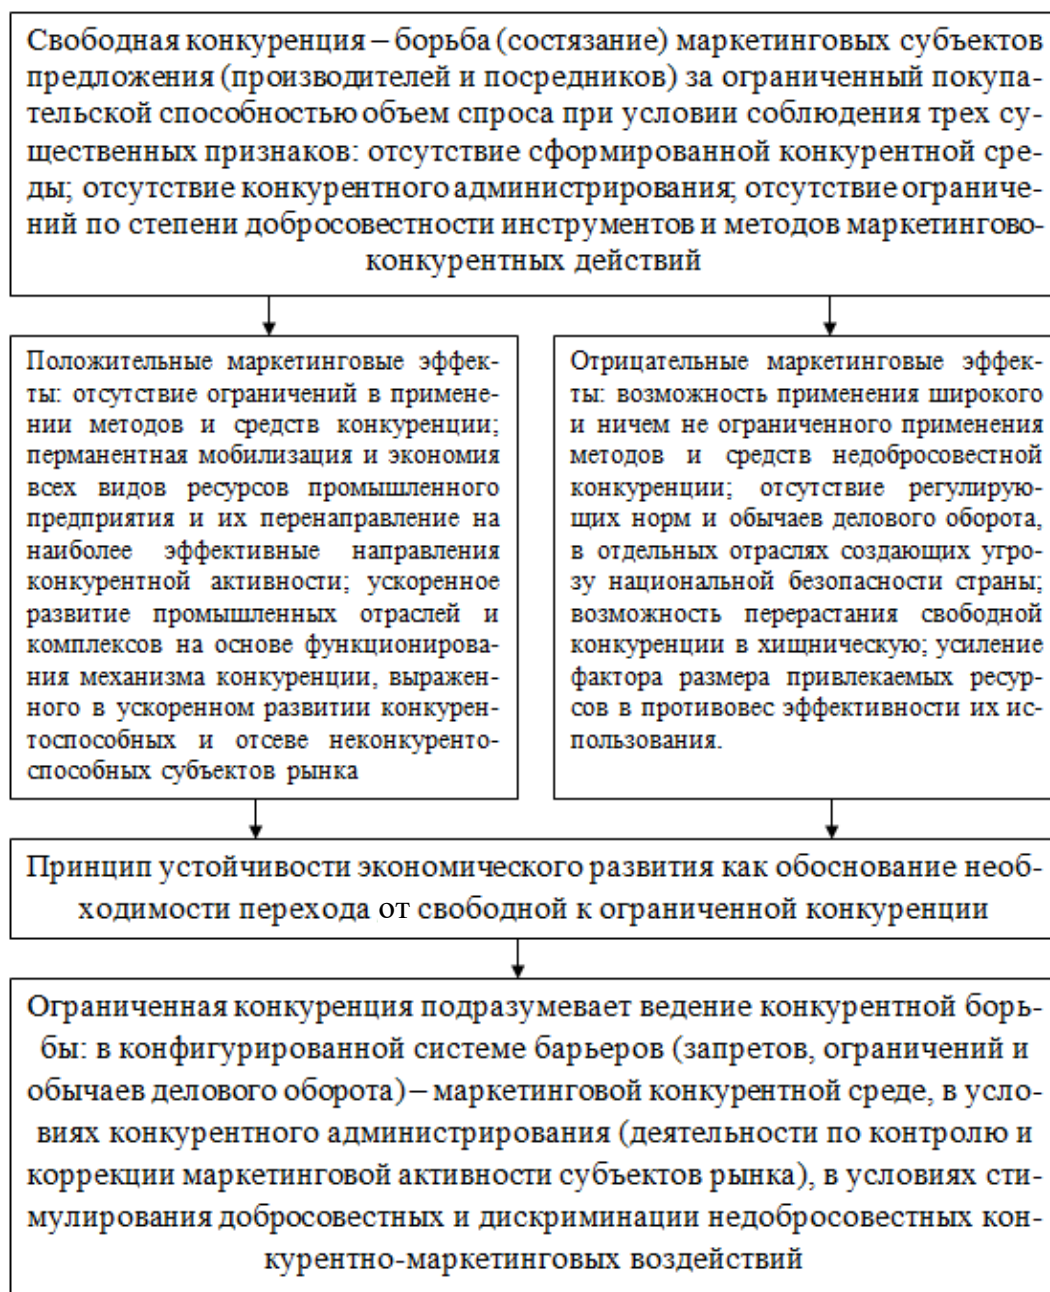 Свободная конкуренция – борьба (состязание) маркетинговых субъектов
предложения (производителей и посредников) за ограниченный покупа-
тельской способностью объем спроса при условии соблюдения трех су-
щественных признаков: отсутствие сформированной конкурентной сре-
ды; отсутствие конкурентного администрирования; отсутствие ограниче-
ний по степени добросовестности инструментов и методов маркетингово-
конкурентных действий
Положительные маркетинговые эффек-
ты: отсутствие ограничений в примене-
нии методов и средств конкуренции;
перманентная мобилизация и экономия
всех видов ресурсов промышленного
предприятия и их перенаправление на
наиболее эффективные направления
конкурентной активности; ускоренное
развитие промышленных отраслей и
комплексов на основе функционирова-
ния механизма конкуренции, выражен-
ного в ускоренном развитии конкурен-
тоспособных и отсеве неконкуренто-
способных субъектов рынка
Отрицательные маркетинговые эффек-
ты: возможность применения широкого
и ничем не ограниченного применения
методов и средств недобросовестной
конкуренции; отсутствие регулирую-
щих норм и обычаев делового оборота,
в отдельных отраслях создающих угро-
зу национальной безопасности страны;
возможность перерастания свободной
конкуренции в хищническую; усиление
фактора размера привлекаемых ресур-
сов в противовес эффективности их ис-
пользования.
Принцип устойчивости экономического развития как обоснование необ-
ходимости перехода от свободной к ограниченной конкуренции
Ограниченная конкуренция подразумевает ведение конкурентной борь-
бы: в конфигурированной системе барьеров (запретов, ограничений и
обычаев делового оборота) – маркетинговой конкурентной среде, в усло-
виях конкурентного администрирования (деятельности по контролю и
коррекции маркетинговой активности субъектов рынка), в условиях сти-
мулирования добросовестных и дискриминации недобросовестных кон-
курентно-маркетинговых воздействий